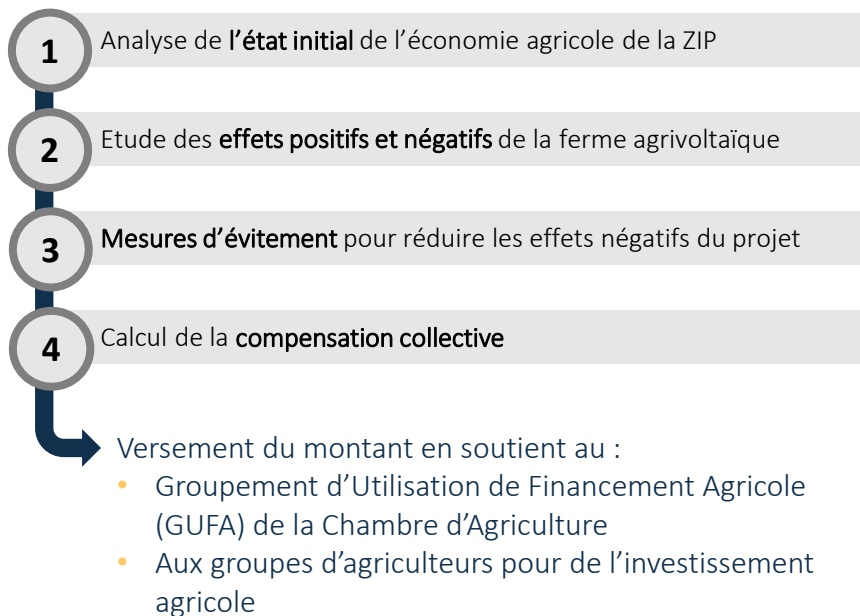 1 Analyse de l’état initial de l’économie agricole de la ZIP
2 Etude des effets positifs et négatifs de la ferme agrivoltaïque
3 Mesures d’évitement pour réduire les effets négatifs du projet
4 Calcul de la compensation collective
Versement du montant en soutient au :
• Groupement d’Utilisation de Financement Agricole
(GUFA) de la Chambre d’Agriculture
• Aux groupes d’agriculteurs pour de l’investissement
agricole